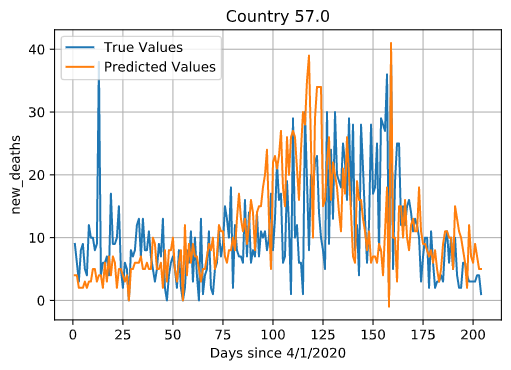 Country 57.0
True Values
Predicted Values
new_deaths
40
30
20
10
0
0 25 50 75 100 125 150 175 200
Days since 4/1/2020